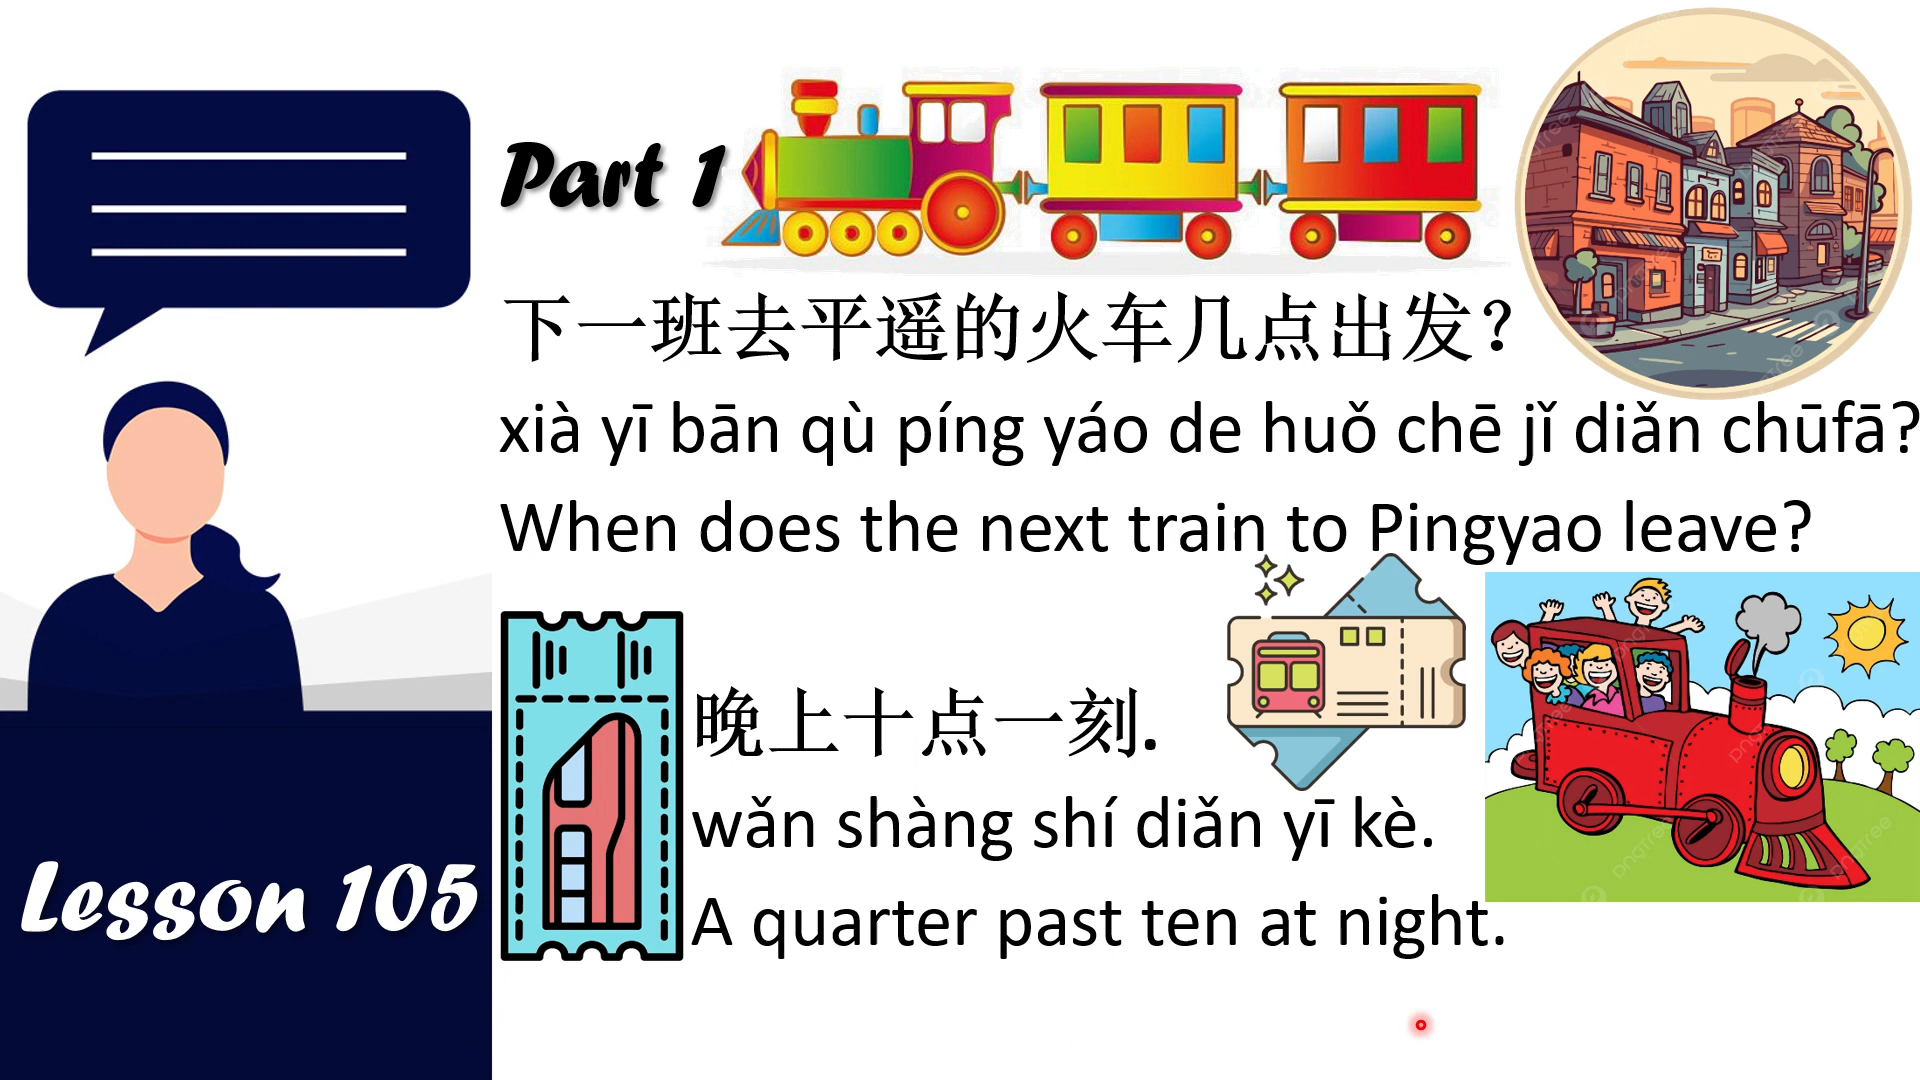 Part 1
下一班去平遥的火车几点出发?
xià yī bān qù píng yáo de huǒ chē jǐ diǎn chūfā?
When does the next train to Pingyao leave?
晚上十点一刻.
wǎn shàng shí diǎn yī kè.
A quarter past ten at night.
Lesson 105